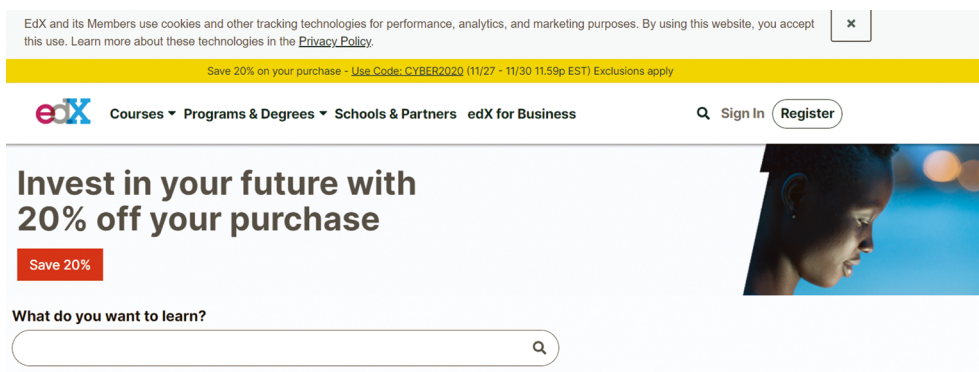 EdX and its Members use cookies and other tracking technologies for performance, analytics, and marketing purposes. By using this website, you accept
this use. Learn more about these technologies in the Privacy Policy.
×
Save 20% on your purchase - Use Code: CYBER2020 (11/27 - 11/30 11.59p EST) Exclusions apply
edX Courses Programs & Degrees Schools & Partners edX for Business Sign In Register
Invest in your future with
20% off your purchase
Save 20%
What do you want to learn?